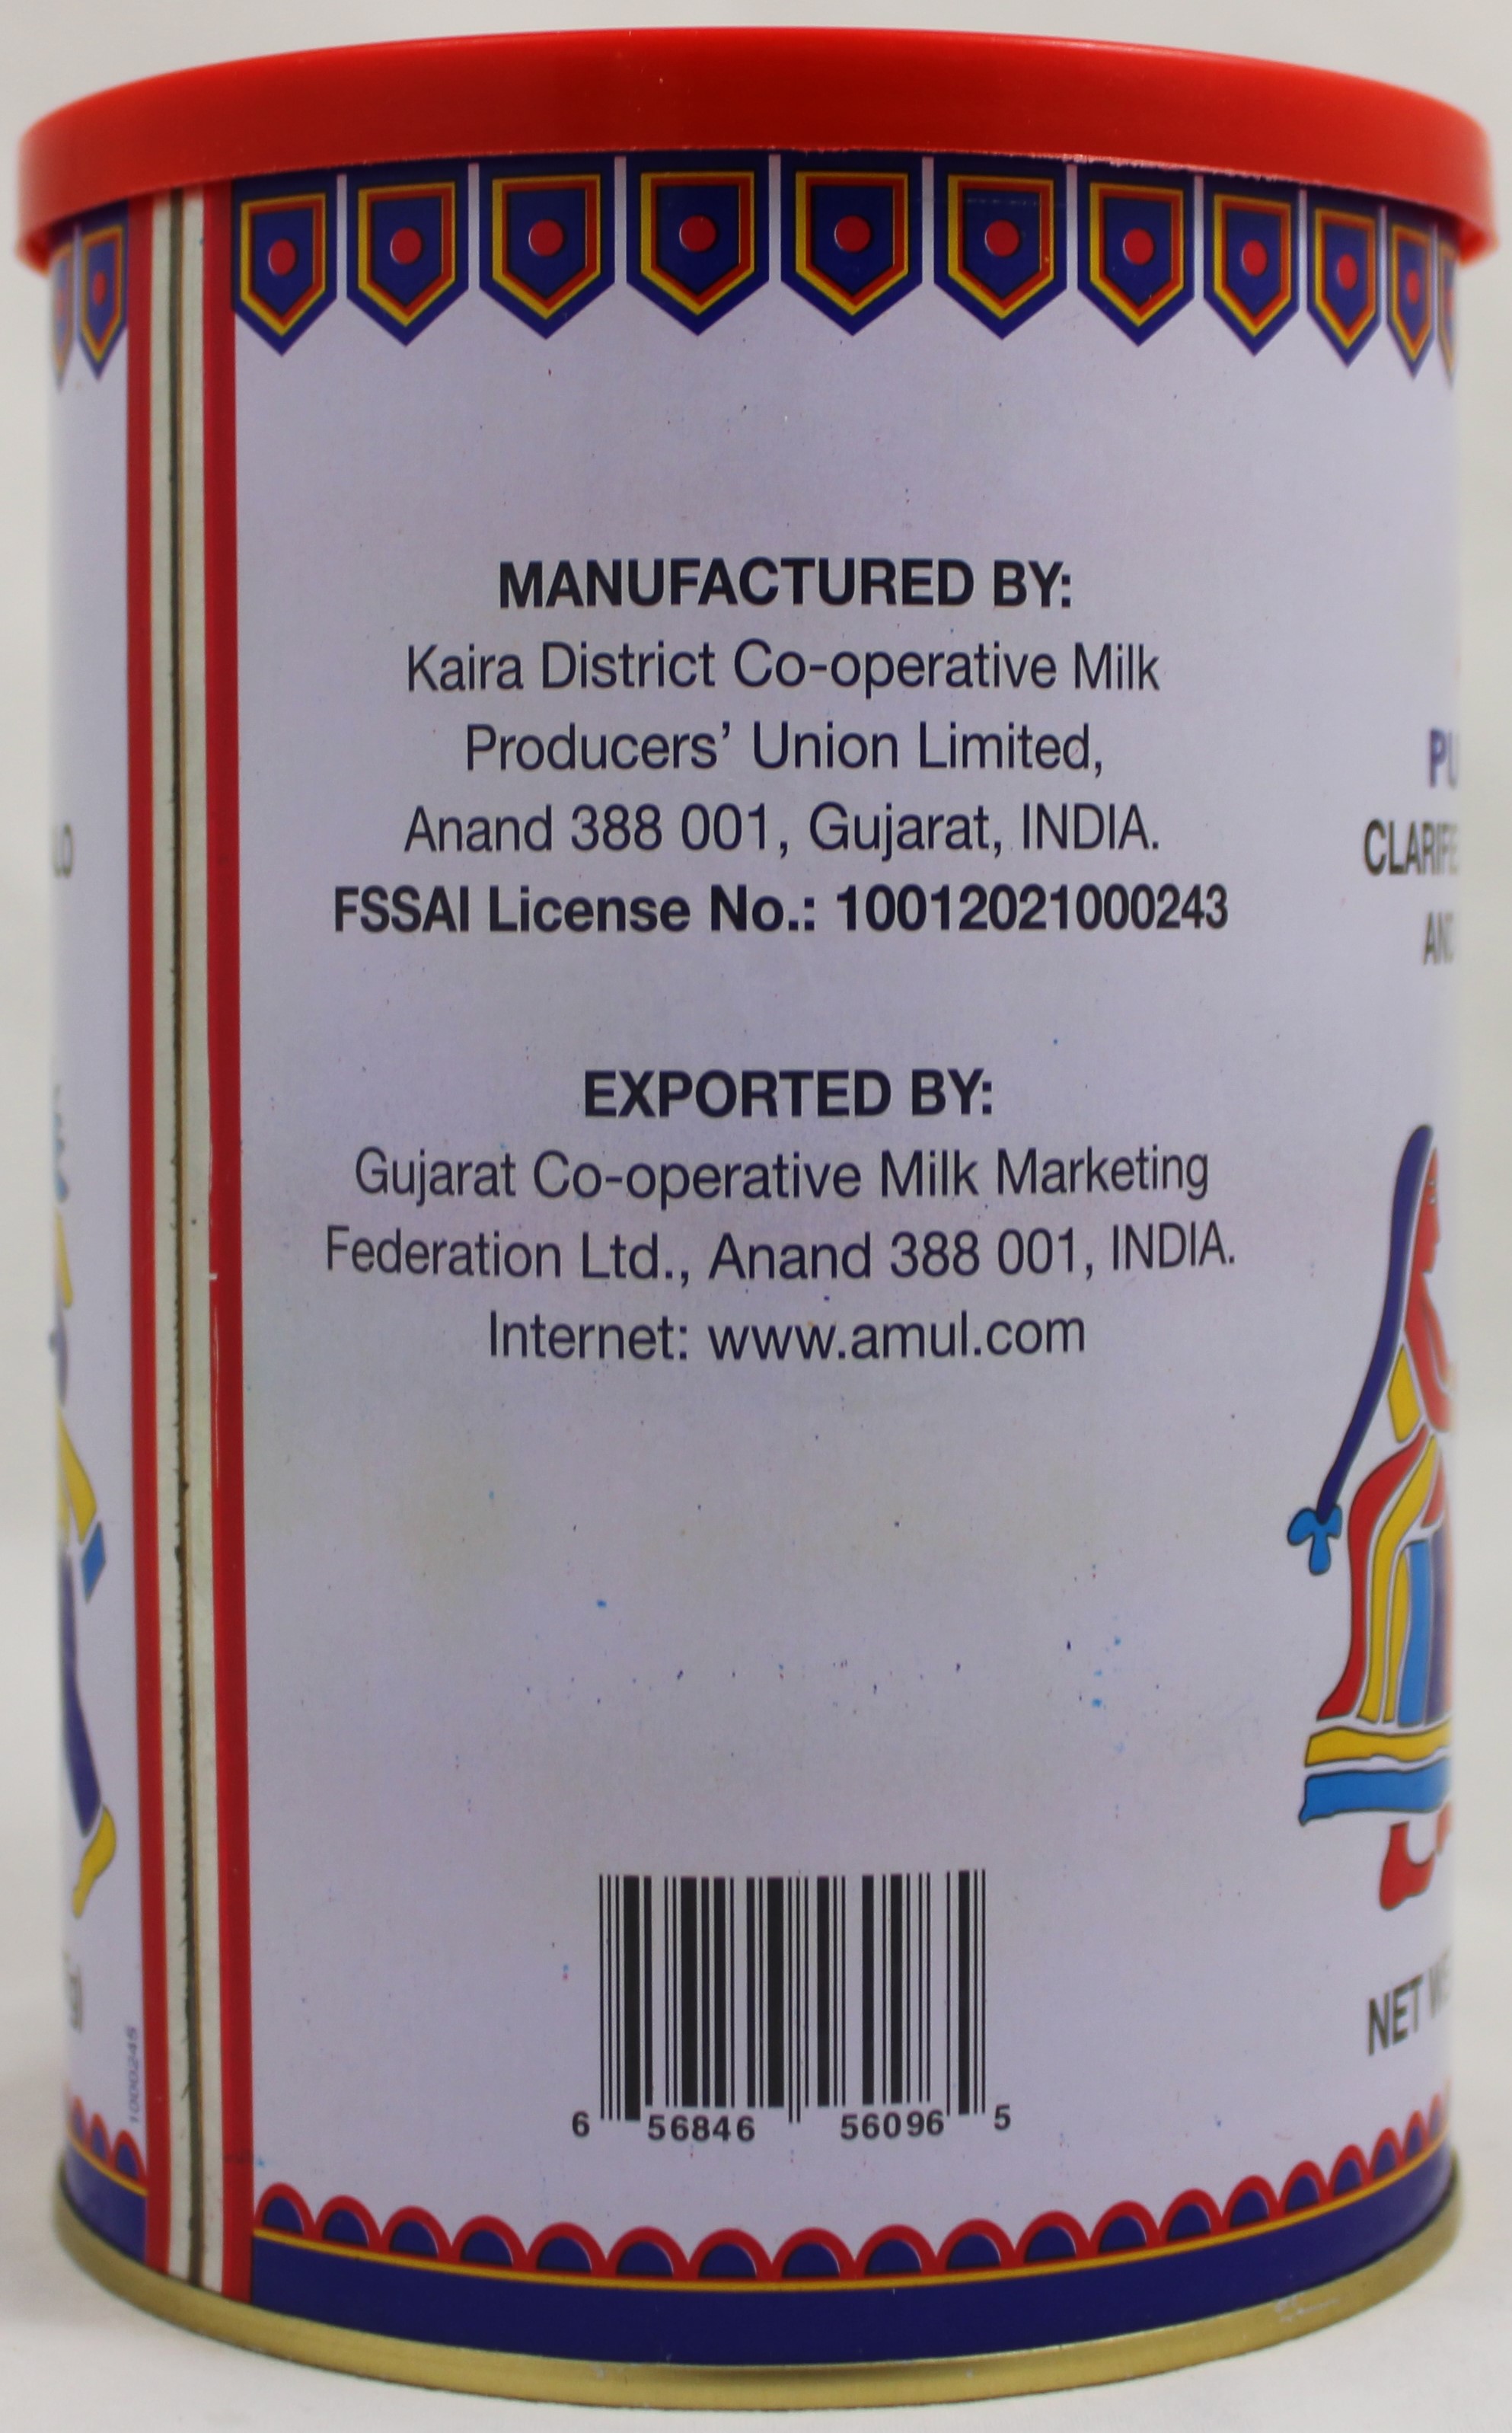 MANUFACTURED BY:
Kaira District Co-operative Milk
Producers’ Union Limited,
Anand 388 001, Gujarat, INDIA.
FSSAI License No.: 10012021000243
EXPORTED BY:
Gujarat Co-operative Milk Marketing
Federation Ltd., Anand 388 001, INDIA.
Internet: www.amul.com
6 56846 56096 5
1000245
NET